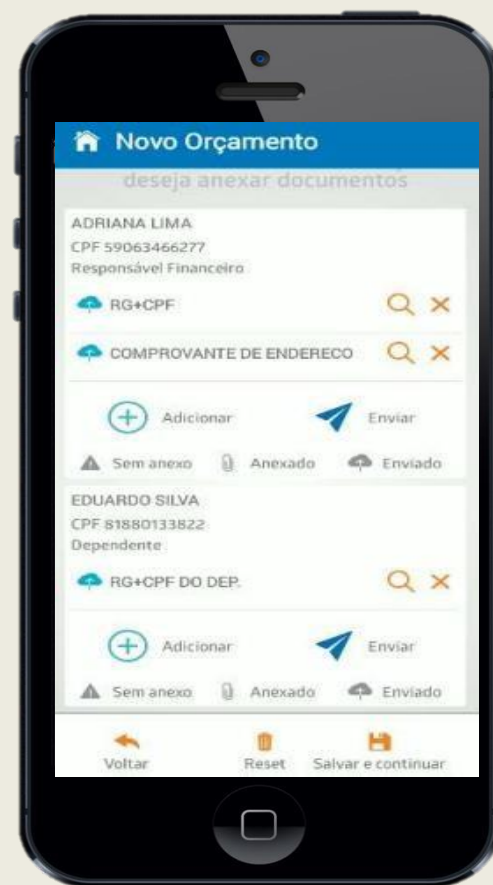 Novo Orçamento
deseja anexar documentos
ADRIANA LIMA
CPF 59063466277
Responsável Financeiro
RG+CPF
COMPROVANTE DE ENDERECO
Adicionar Enviar
Sem anexo Anexado Enviado
EDUARDO SILVA
CPF 81880133822
Dependente
RG+CPF DO DEP.
Adicionar Enviar
Sem anexo Anexado Enviado
Voltar Reset Salvar e continuar